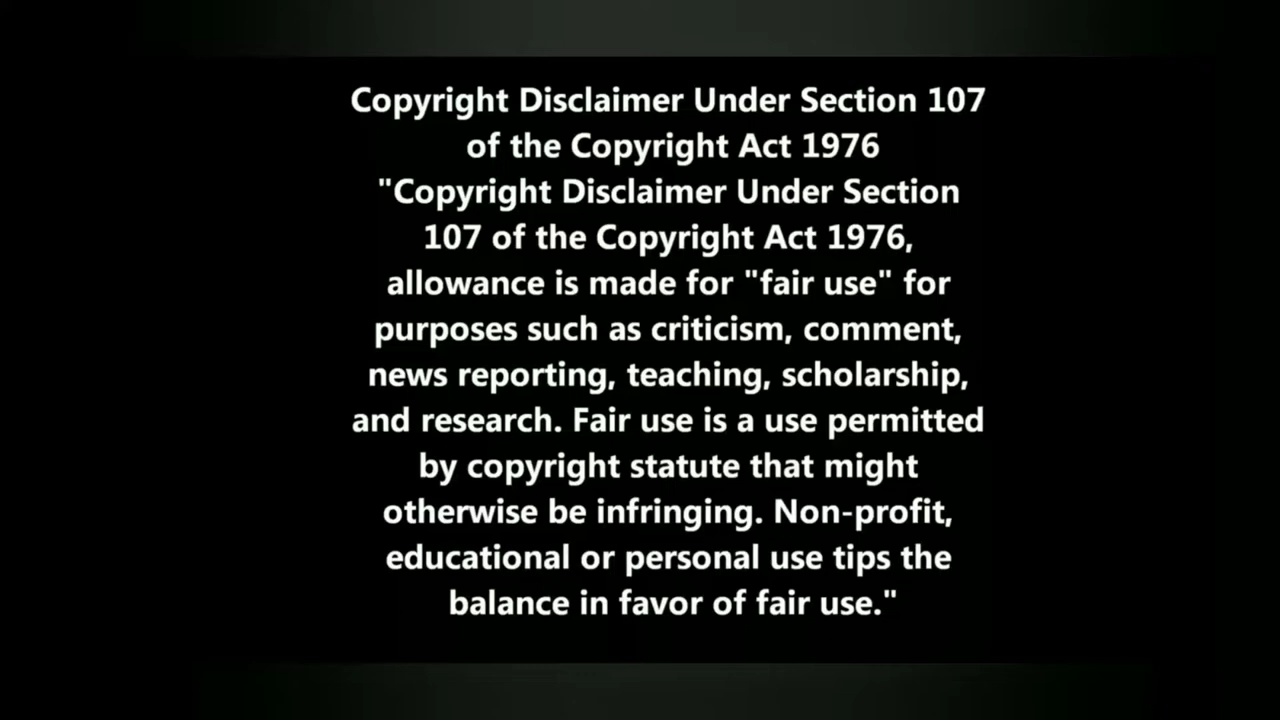 Copyright Disclaimer Under Section 107
of the Copyright Act 1976
"Copyright Disclaimer Under Section
107 of the Copyright Act 1976,
allowance is made for "fair use" for
purposes such as criticism, comment,
news reporting, teaching, scholarship,
and research. Fair use is a use permitted
by copyright statute that might
otherwise be infringing. Non-profit,
educational or personal use tips the
balance in favor of fair use."